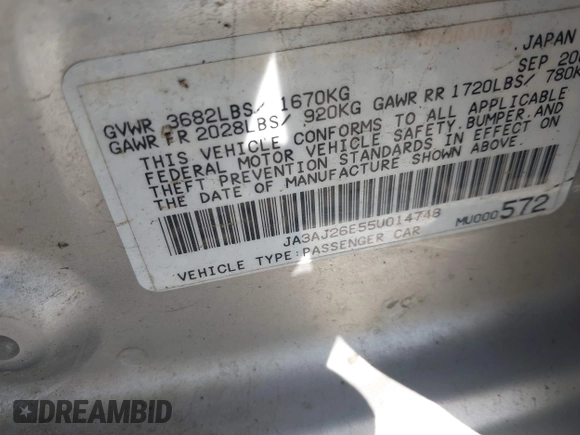 JAPAN
SEP 200
GVWR 3682LBS/ 1670KG
GAWR FR 2028LBS/ 920KG GAWR RR 1720LBS/ 780K
THIS VEHICLE CONFORMS TO ALL APPLICABLE
FEDERAL MOTOR VEHICLE SAFETY,BUMPER,AND
THEFT PREVENTION STANDARDS IN EFFECT ON
THE DATE OF MANUFACTURE SHOWN ABOVE.
JA3AJ26E55U014748
MU000572
VEHICLE TYPE:PASSENGER CAR
DREAMBID